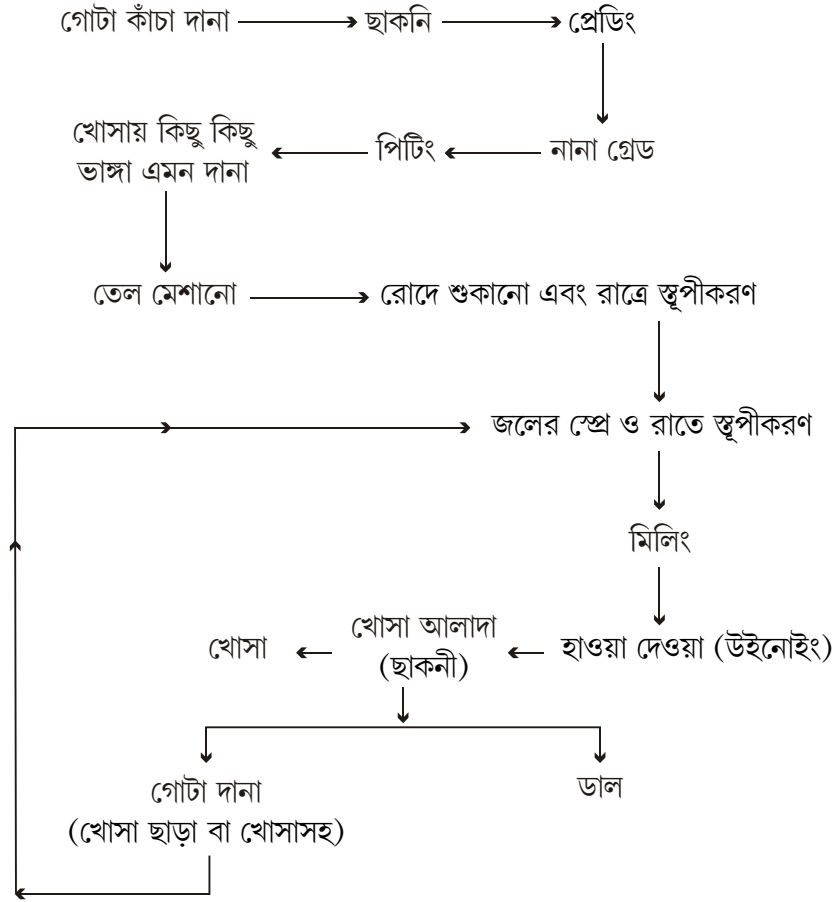 গোটা কাঁচা দানা
ছাকনি
প্রেডিং
নানা গ্রেড
পিটিং
খোসায় কিছু কিছু
ভাঙ্গা এমন দানা
তেল মেশানো
রোদে শুকানো এবং রাত্রে স্তূপীকরণ
জলের স্প্রে ও রাতে স্তূপীকরণ
মিলিং
হাওয়া দেওয়া (উইনোইং)
খোসা আলাদা
(ছাকনী)
খোসা
গোটা দানা
(খোসা ছাড়া বা খোসাসহ)
ডাল